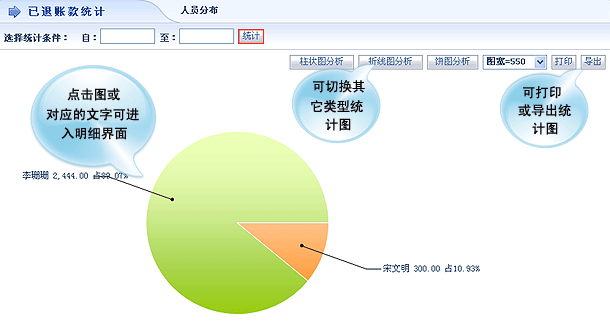 已退账款统计
人员分布
选择统计条件： 自： 至： 统计
柱状图分析 折线图分析 饼图分析 图宽=550 打印 导出
点击图或
对应的文字可进
入明细界面
可切换其
它类型统
计图
可打印
或导出统
计图
李珊珊 2,444.00 占89.07%
宋文明 300.00 占10.93%